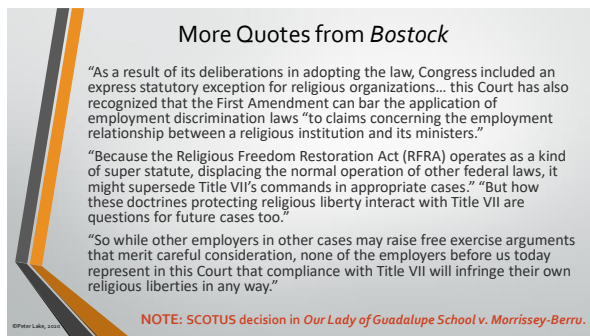 More Quotes from Bostock
“As a result of its deliberations in adopting the law, Congress included an
express statutory exception for religious organizations… this Court has also
recognized that the First Amendment can bar the application of
employment discrimination laws “to claims concerning the employment
relationship between a religious institution and its ministers.”
“Because the Religious Freedom Restoration Act (RFRA) operates as a kind
of super statute, displacing the normal operation of other federal laws, it
might supersede Title VII’s commands in appropriate cases.” “But how
these doctrines protecting religious liberty interact with Title VII are
questions for future cases too.”
“So while other employers in other cases may raise free exercise arguments
that merit careful consideration, none of the employers before us today
represent in this Court that compliance with Title VII will infringe their own
religious liberties in any way.”
NOTE: SCOTUS decision in Our Lady of Guadalupe School v. Morrissey-Berru.
©Peter Lake, 2020